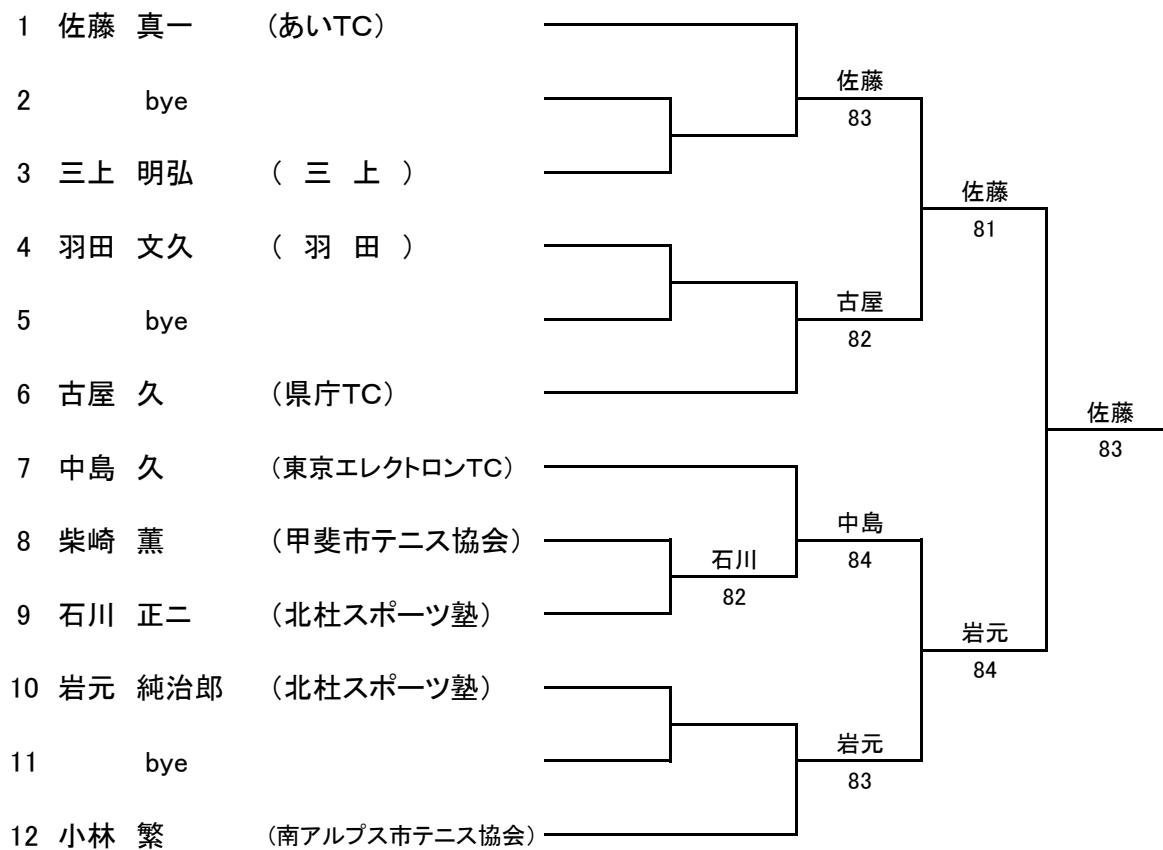 1 佐藤 真一 (あいTC)
佐藤
83
2 bye
3 三上 明弘 ( 三 上 )
佐藤
81
4 羽田 文久 ( 羽 田 )
5 bye
古屋
82
6 古屋 久 (県庁TC)
佐藤
83
7 中島 久 (東京エレクトロンTC)
中島
84
8 柴崎 薫 (甲斐市テニス協会)
石川
82
9 石川 正二 (北杜スポーツ塾)
岩元
84
10 岩元 純治郎 (北杜スポーツ塾)
11 bye
岩元
83
12 小林 繁 (南アルプス市テニス協会)